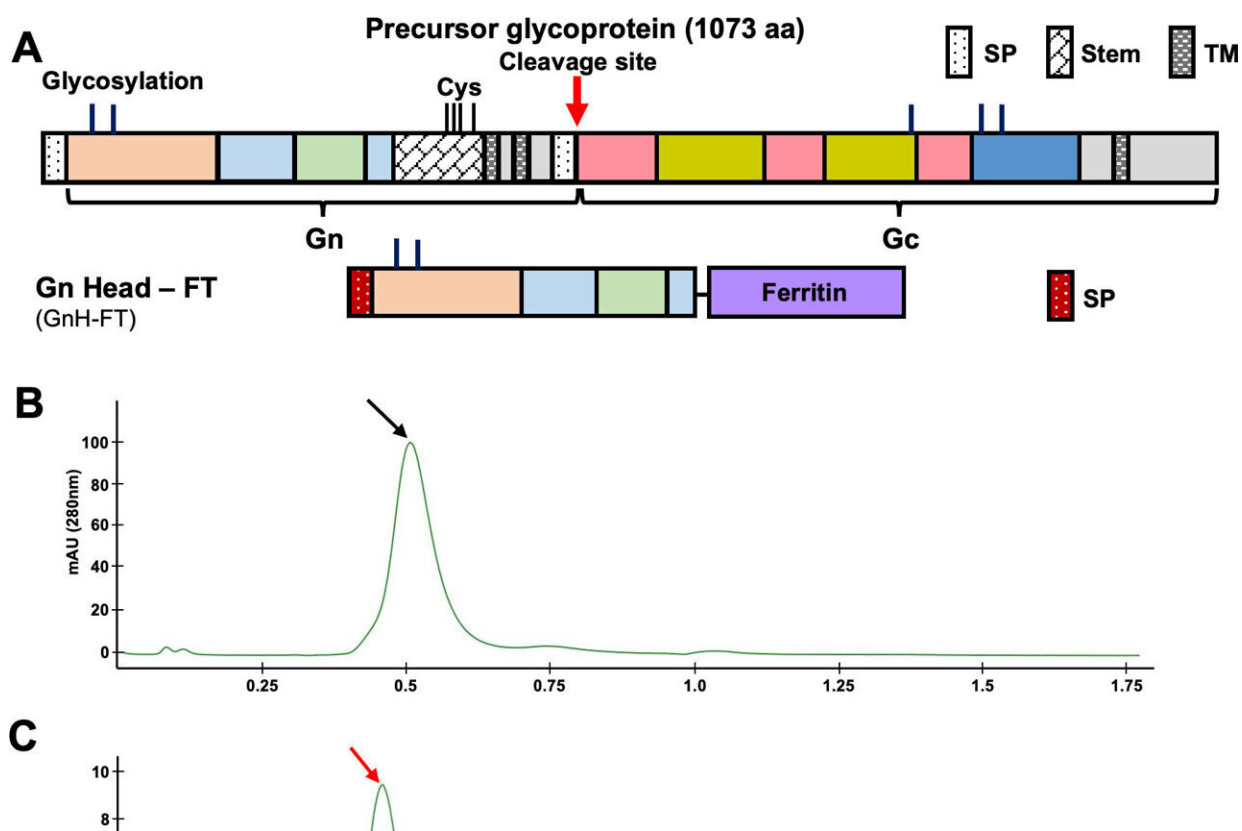 A
Precursor glycoprotein (1073 aa)
Cleavage site
SP
Stem
TM
Glycosylation
Cys
Gn
Gc
Gn Head – FT
(GnH-FT)
Ferritin
SP
B
mAU (280nm)
100
80
60
40
20
0
0.25
0.5
0.75
1.0
1.25
1.5
1.75
C
10
8